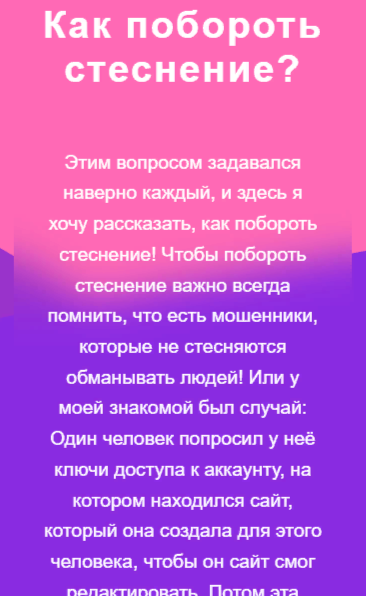 Как побороть
стеснение?
Этим вопросом задавался
наверно каждый, и здесь я
хочу рассказать, как побороть
стеснение! Чтобы побороть
стеснение важно всегда
помнить, что есть мошенники,
которые не стесняются
обманывать людей! Или у
моей знакомой был случай:
Один человек попросил у неё
ключи доступа к аккаунту, на
котором находился сайт,
который она создала для этого
человека, чтобы он сайт смог
редактировать. Потом эта